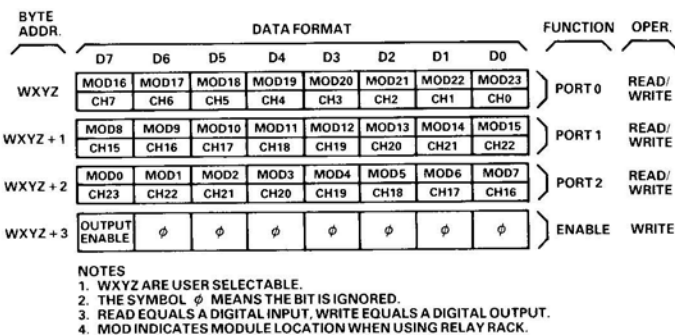 BYTE ADDR. DATA FORMAT FUNCTION OPER.
D7 D6 D5 D4 D3 D2 D1 D0
WXYZ MOD16 MOD17 MOD18 MOD19 MOD20 MOD21 MOD22 MOD23 PORT 0 READ/WRITE
CH7 CH6 CH5 CH4 CH3 CH2 CH1 CH0
WXYZ + 1 MOD8 MOD9 MOD10 MOD11 MOD12 MOD13 MOD14 MOD15 PORT 1 READ/WRITE
CH15 CH16 CH17 CH18 CH19 CH20 CH21 CH22
WXYZ + 2 MOD0 MOD1 MOD2 MOD3 MOD4 MOD5 MOD6 MOD7 PORT 2 READ/WRITE
CH23 CH22 CH21 CH20 CH19 CH18 CH17 CH16
WXYZ + 3 OUTPUT ENABLE φ φ φ φ φ φ φ ENABLE WRITE
NOTES
1. WXYZ ARE USER SELECTABLE.
2. THE SYMBOL φ MEANS THE BIT IS IGNORED.
3. READ EQUALS A DIGITAL INPUT, WRITE EQUALS A DIGITAL OUTPUT.
4. MOD INDICATES MODULE LOCATION WHEN USING RELAY RACK.